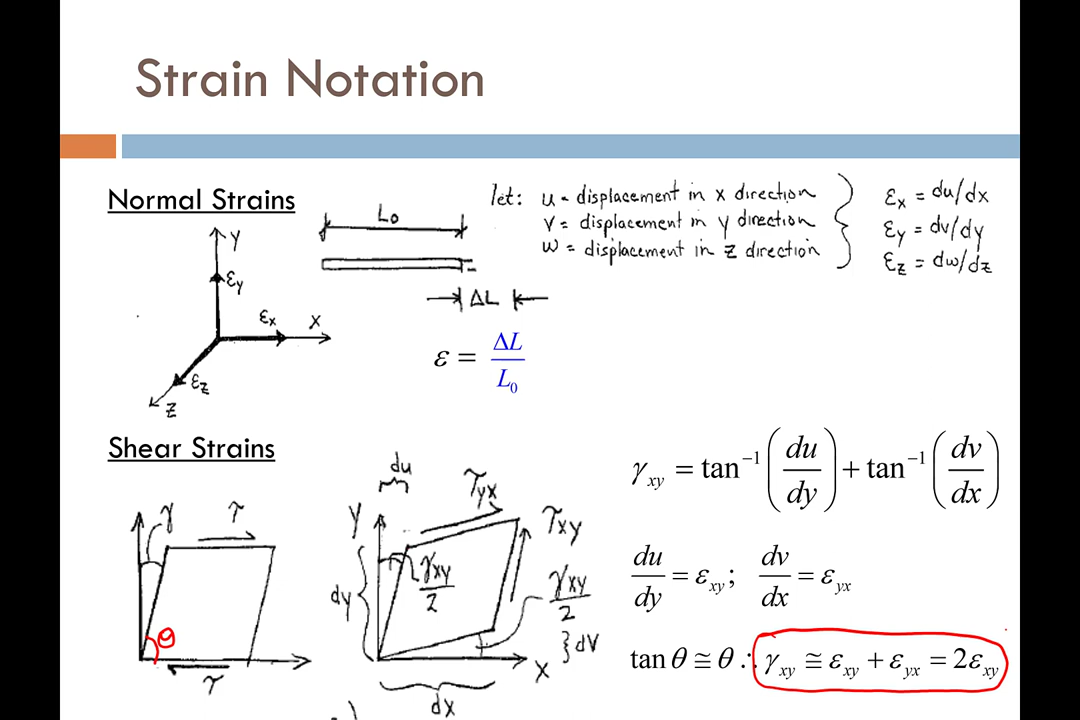 Strain Notation
Normal Strains
let: u = displacement in x direction
v = displacement in y direction
w = displacement in z direction
εx = du/dx
εy = dv/dy
εz = dw/dz
L₀
Y
εy
εx
X
εz
Z
ΔL
ε = ΔL/L₀
Shear Strains
γ
τ
θ
τ
du
τyx
Y
τxy
γxy/2
γxy/2
dy
}dv
X
dx
γxy = tan⁻¹(du/dy) + tan⁻¹(dv/dx)
du/dy = εxy; dv/dx = εyx
tan θ ≅ θ ∴ γxy ≅ εxy + εyx = 2εxy